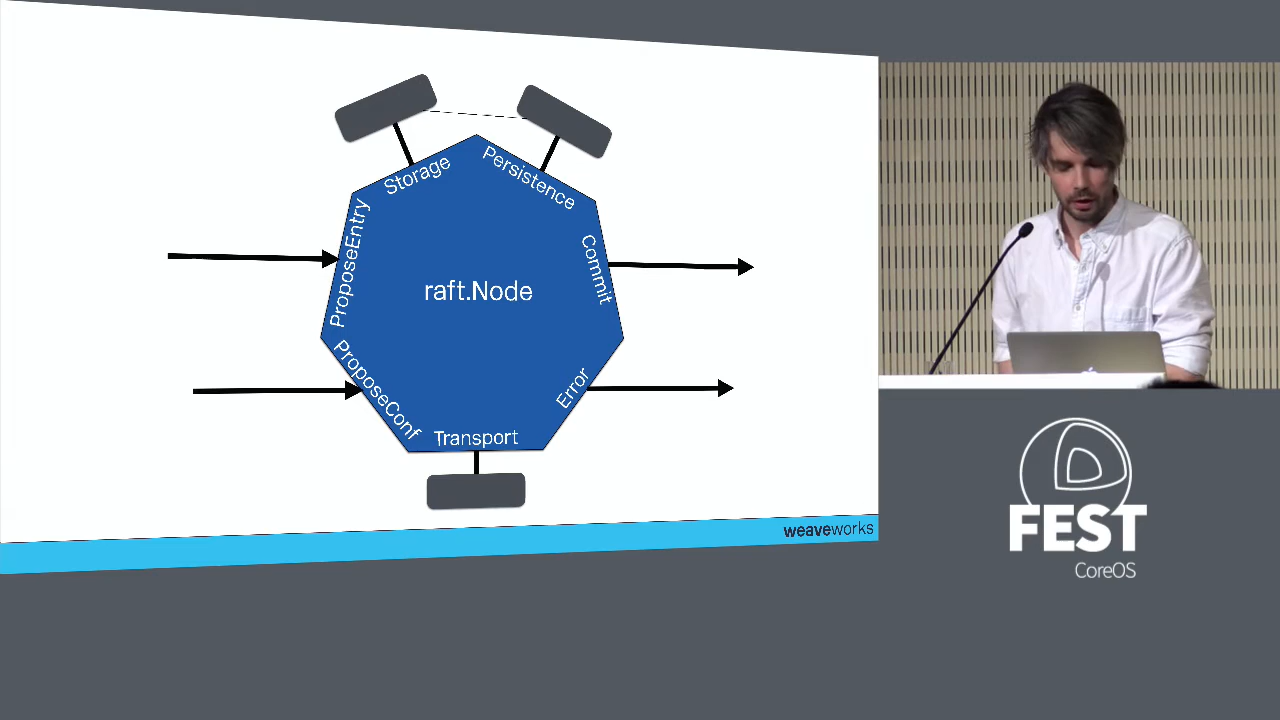 Storage
Persistence
ProposeEntry
Commit
raft.Node
ProposeConf
Error
Transport
weaveworks
FEST
CoreOS